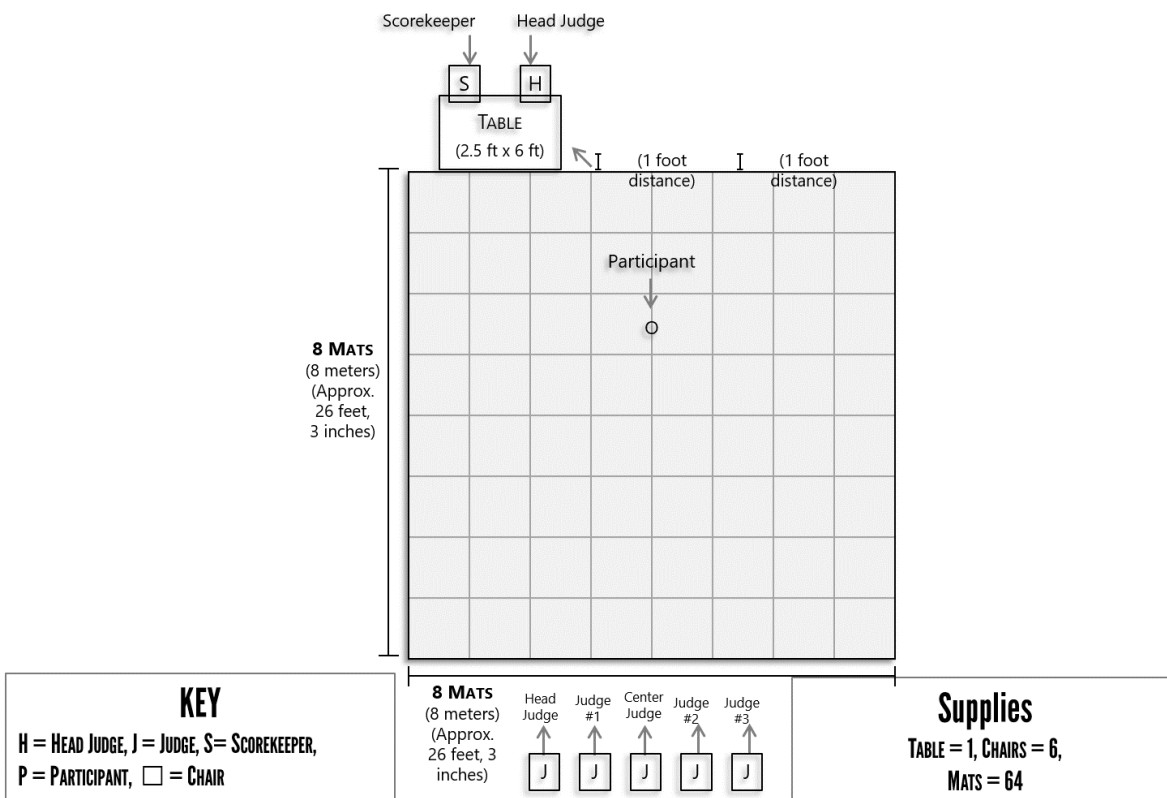 Scorekeeper
Head Judge
S
H
TABLE
(2.5 ft x 6 ft)
(1 foot
distance)
(1 foot
distance)
Participant
O
8 MATS
(8 meters)
(Approx.
26 feet,
3 inches)
8 MATS
(8 meters)
(Approx.
26 feet, 3
inches)
Head
Judge
Judge
#1
Center
Judge
Judge
#2
Judge
#3
J
J
J
J
J
KEY
H = HEAD JUDGE, J = JUDGE, S= SCOREKEEPER,
P = PARTICIPANT, □ = CHAIR
Supplies
TABLE = 1, CHAIRS = 6,
MATS = 64